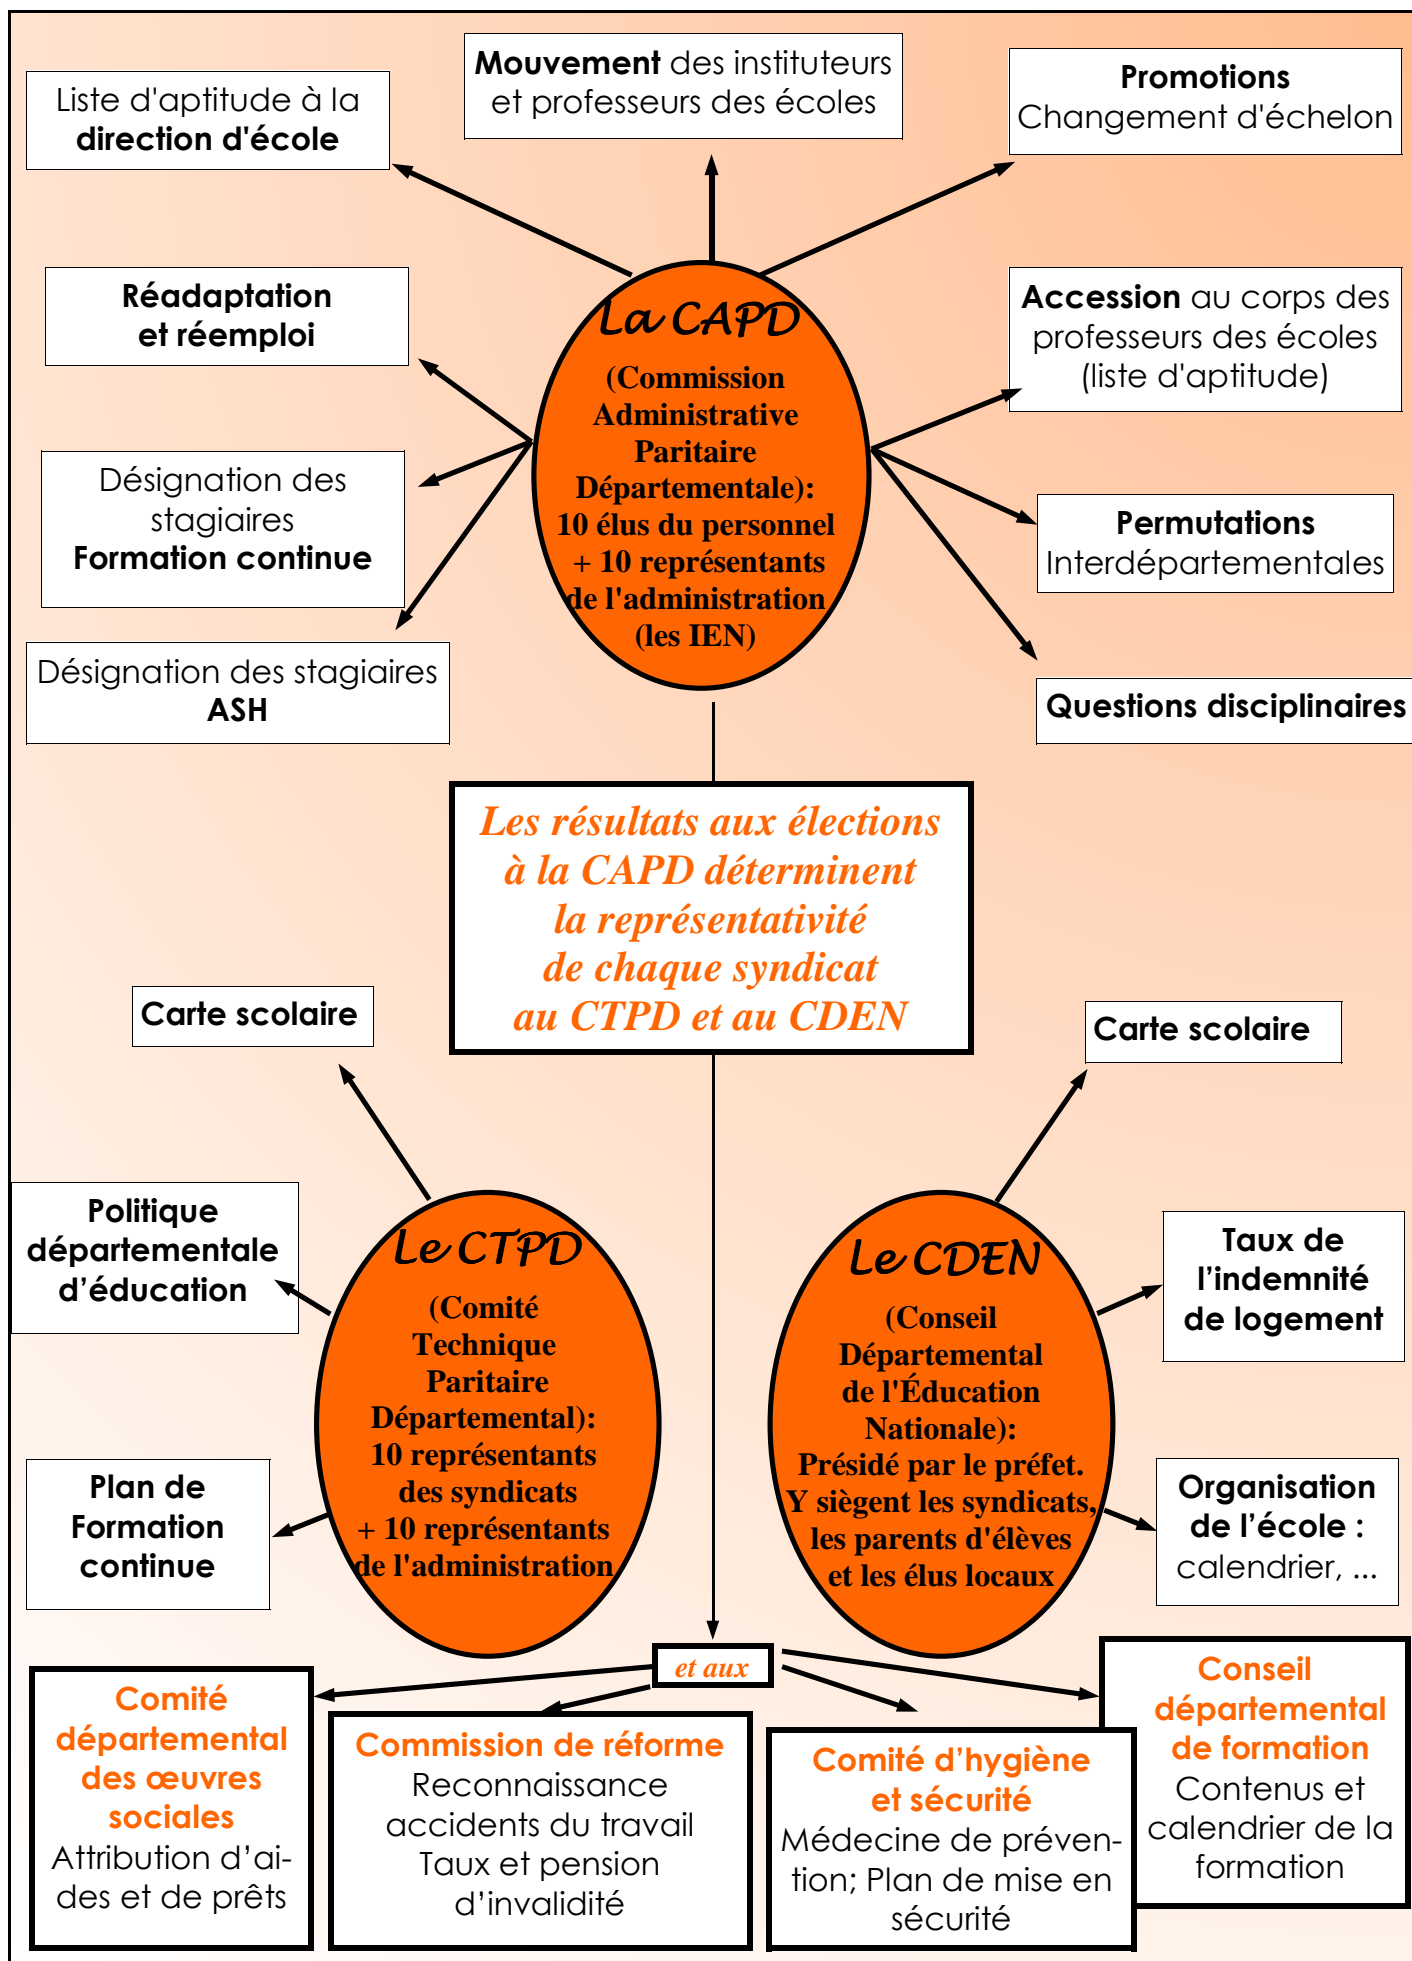 Mouvement des instituteurs
et professeurs des écoles
Liste d'aptitude à la
direction d'école
Promotions
Changement d'échelon
Réadaptation
et réemploi
La CAPD
(Commission
Administrative
Paritaire
Départementale):
10 élus du personnel
+ 10 représentants
de l'administration
(les IEN)
Accession au corps des
professeurs des écoles
(liste d'aptitude)
Désignation des
stagiaires
Formation continue
Permutations
Interdépartementales
Désignation des stagiaires
ASH
Questions disciplinaires
Les résultats aux élections
à la CAPD déterminent
la représentativité
de chaque syndicat
au CTPD et au CDEN
Carte scolaire
Carte scolaire
Politique
départementale
d’éducation
Le CTPD
(Comité
Technique
Paritaire
Départemental):
10 représentants
des syndicats
+ 10 représentants
de l'administration
Le CDEN
(Conseil
Départemental
de l'Éducation
Nationale):
Présidé par le préfet.
Y siègent les syndicats,
les parents d'élèves
et les élus locaux
Taux de
l’indemnité
de logement
Plan de
Formation
continue
Organisation
de l’école :
calendrier, ...
et aux
Comité
départemental
des œuvres
sociales
Attribution d’ai-
des et de prêts
Commission de réforme
Reconnaissance
accidents du travail
Taux et pension
d’invalidité
Comité d’hygiène
et sécurité
Médecine de préven-
tion; Plan de mise en
sécurité
Conseil
départemental
de formation
Contenus et
calendrier de la
formation